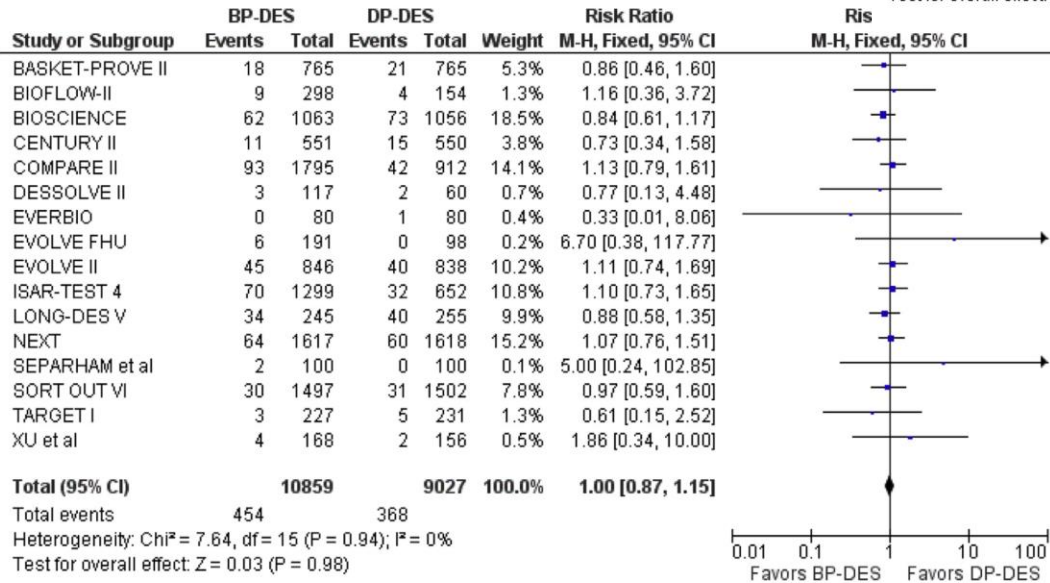 BP-DES DP-DES Risk Ratio Ris
Study or Subgroup Events Total Events Total Weight M-H, Fixed, 95% CI M-H, Fixed, 95% CI
BASKET-PROVE II 18 765 21 765 5.3% 0.86 [0.46, 1.60]
BIOFLOW-II 9 298 4 154 1.3% 1.16 [0.36, 3.72]
BIOSCIENCE 62 1063 73 1056 18.5% 0.84 [0.61, 1.17]
CENTURY II 11 551 15 550 3.8% 0.73 [0.34, 1.58]
COMPARE II 93 1795 42 912 14.1% 1.13 [0.79, 1.61]
DESSOLVE II 3 117 2 60 0.7% 0.77 [0.13, 4.48]
EVERBIO 0 80 1 80 0.4% 0.33 [0.01, 8.06]
EVOLVE FHU 6 191 0 98 0.2% 6.70 [0.38, 117.77]
EVOLVE II 45 846 40 838 10.2% 1.11 [0.74, 1.69]
ISAR-TEST 4 70 1299 32 652 10.8% 1.10 [0.73, 1.65]
LONG-DES V 34 245 40 255 9.9% 0.88 [0.58, 1.35]
NEXT 64 1617 60 1618 15.2% 1.07 [0.76, 1.51]
SEPARHAM et al 2 100 0 100 0.1% 5.00 [0.24, 102.85]
SORT OUT VI 30 1497 31 1502 7.8% 0.97 [0.59, 1.60]
TARGET I 3 227 5 231 1.3% 0.61 [0.15, 2.52]
XU et al 4 168 2 156 0.5% 1.86 [0.34, 10.00]
Total (95% CI) 10859 9027 100.0% 1.00 [0.87, 1.15]
Total events 454 368
Heterogeneity: Chi² = 7.64, df = 15 (P = 0.94); I² = 0%
Test for overall effect: Z = 0.03 (P = 0.98)
0.01 0.1 1 10 100
Favors BP-DES Favors DP-DES